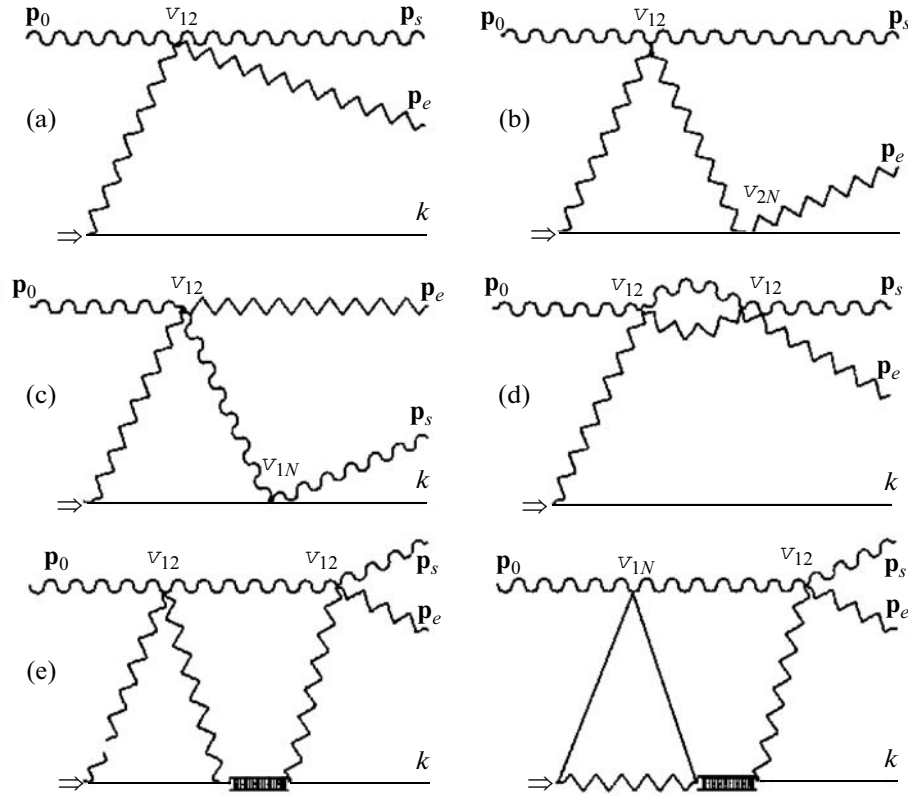 p₀ v₁₂ pₛ
(a)
pₑ
k
⇒
p₀ v₁₂ pₛ
(b)
pₑ
v₂N
k
⇒
p₀ v₁₂ pₑ
(c)
pₛ
v₁N
k
⇒
p₀ v₁₂ v₁₂ pₛ
(d)
pₑ
k
⇒
p₀ v₁₂ v₁₂ pₛ
pₑ
(e)
k
⇒
p₀ v₁N v₁₂ pₛ
pₑ
k
⇒